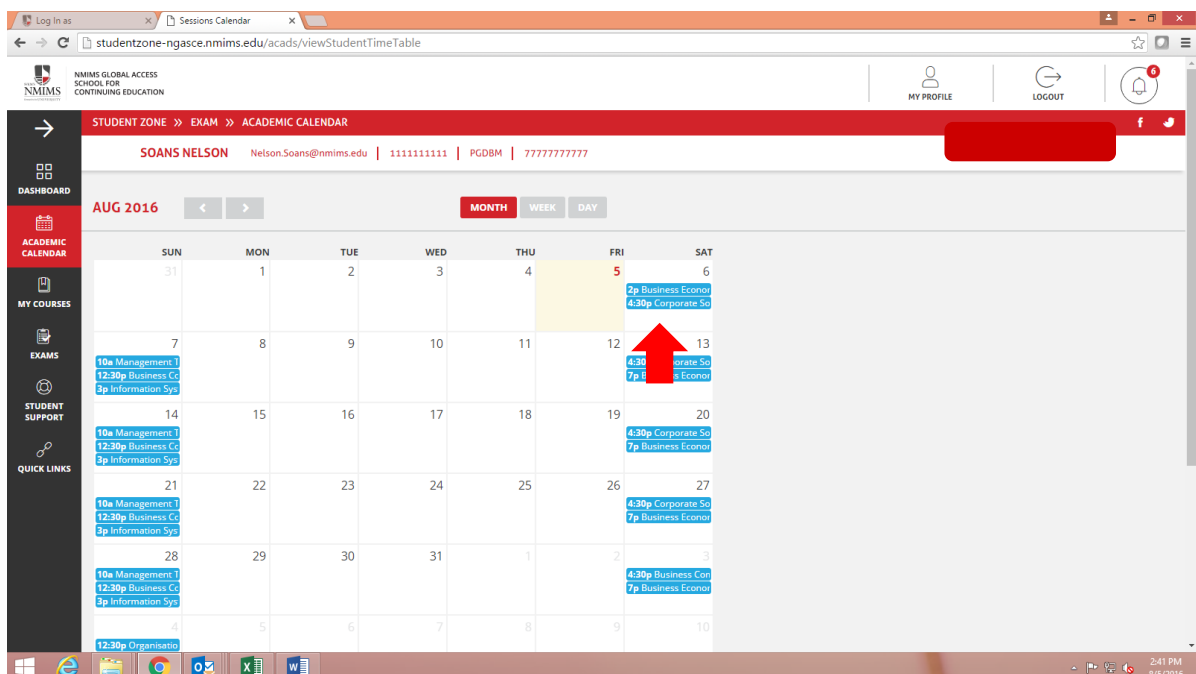 Log In as
Sessions Calendar
studentzone-ngasce.nmims.edu/acads/viewStudentTimeTable
NMIMS
NMIMS GLOBAL ACCESS
SCHOOL FOR
CONTINUING EDUCATION
MY PROFILE
LOGOUT
6
STUDENT ZONE » EXAM » ACADEMIC CALENDAR
SOANS NELSON Nelson.Soans@nmims.edu | 1111111111 | PGDBM | 77777777777
DASHBOARD
ACADEMIC
CALENDAR
MY COURSES
EXAMS
STUDENT
SUPPORT
QUICK LINKS
AUG 2016 < > MONTH WEEK DAY
SUN MON TUE WED THU FRI SAT
31 1 2 3 4 5 6
2p Business Econor
4:30p Corporate So
7 8 9 10 11 12 13
10a Management T 4:30 orate So
12:30p Business Cc 7p B s Econor
3p Information Sys
14 15 16 17 18 19 20
10a Management T 4:30p Corporate So
12:30p Business Cc 7p Business Econor
3p Information Sys
21 22 23 24 25 26 27
10a Management T 4:30p Corporate So
12:30p Business Cc 7p Business Econor
3p Information Sys
28 29 30 31 1 2 3
10a Management T 4:30p Business Con
12:30p Business Cc 7p Business Econor
3p Information Sys
4 5 6 7 8 9 10
12:30p Organisatio
2:41 PM
8/5/2016